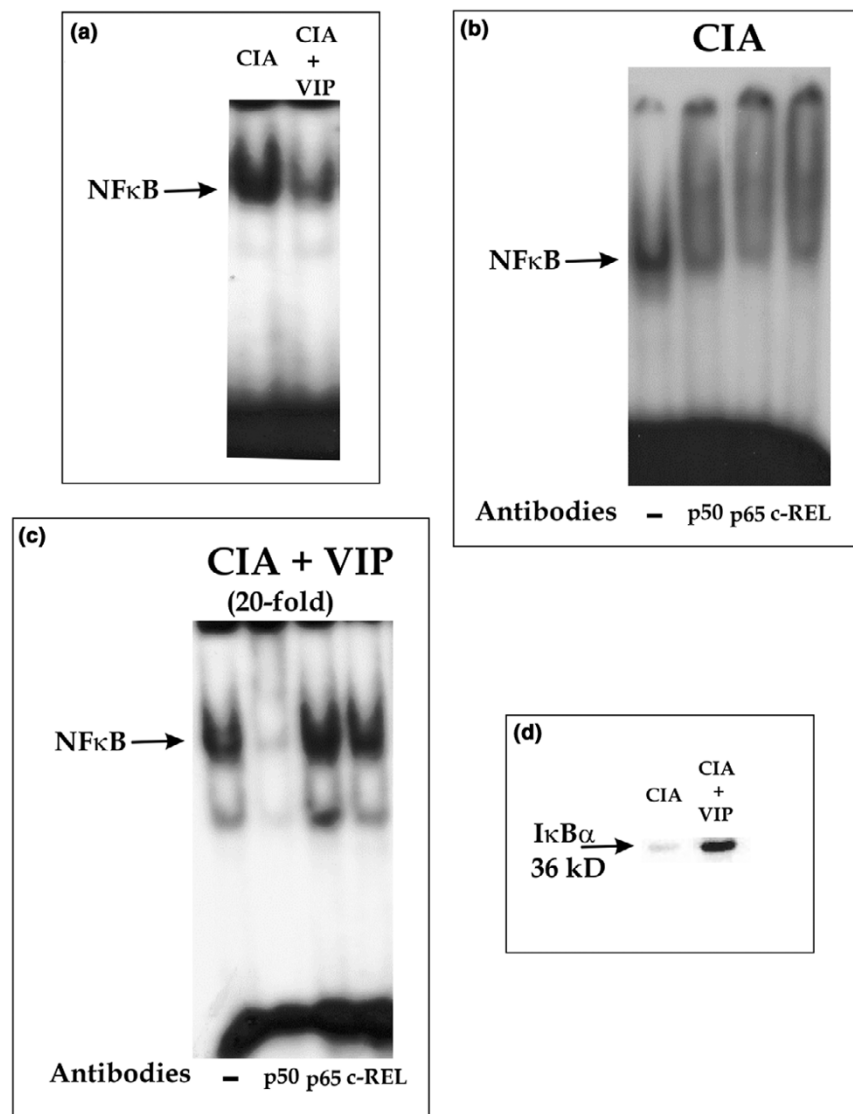 (a)
CIA
CIA
+
VIP
NFκB
(b)
CIA
NFκB
Antibodies – p50 p65 c-REL
(c)
CIA + VIP
(20-fold)
NFκB
Antibodies – p50 p65 c-REL
(d)
CIA
CIA
+
VIP
IκBα
36 kD